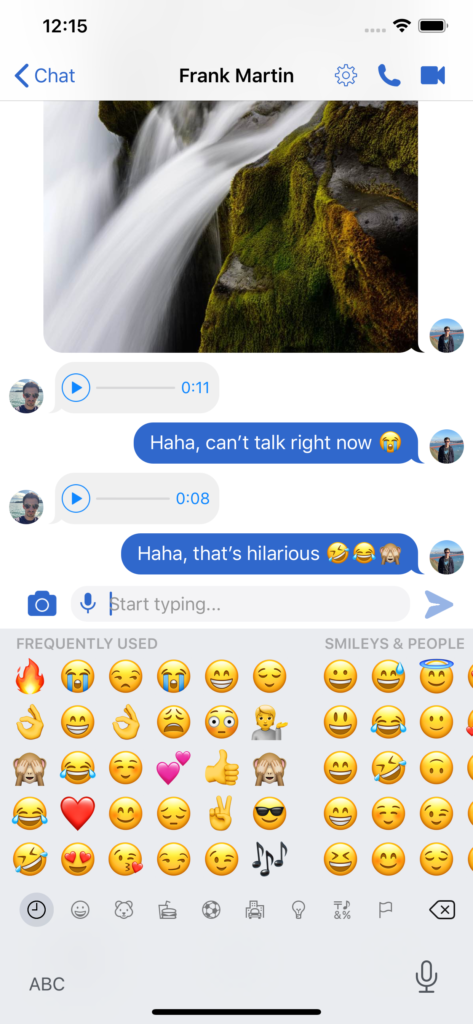 12:15
Chat
Frank Martin
0:11
Haha, can’t talk right now 😭
0:08
Haha, that’s hilarious 🤣😂🙈
Start typing...
FREQUENTLY USED
SMILEYS & PEOPLE
ABC